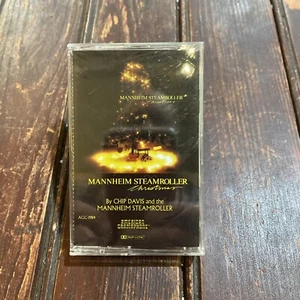 MANNHEIM STEAMROLLER
Christmas
MANNHEIM STEAMROLLER
Christmas
By CHIP DAVIS and the
MANNHEIM STEAMROLLER